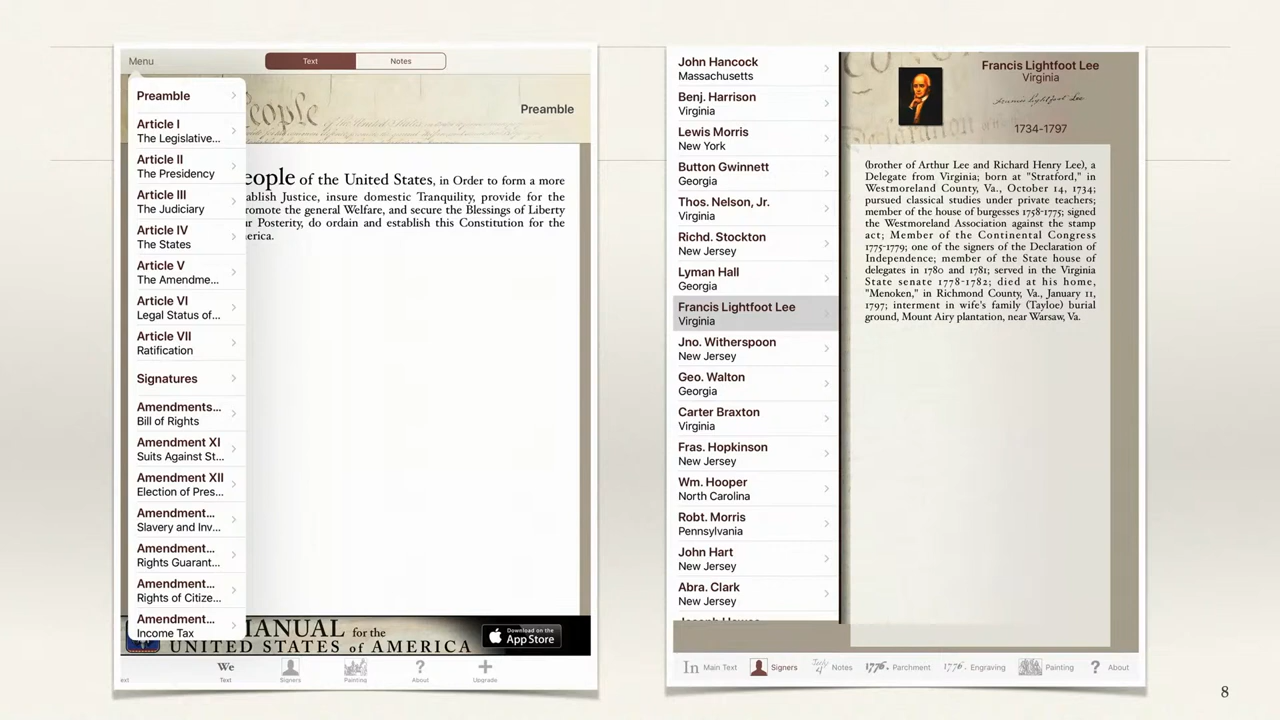 Menu
Text
Notes
Preamble
Preamble
Article I
The Legislative...
Article II
The Presidency
Article III
The Judiciary
Article IV
The States
Article V
The Amendme...
Article VI
Legal Status of...
Article VII
Ratification
Signatures
Amendments...
Bill of Rights
Amendment XI
Suits Against St...
Amendment XII
Election of Pres...
Amendment...
Slavery and Inv...
Amendment...
Rights Guarant...
Amendment...
Rights of Citize...
Amendment...
Income Tax
eople
eople of the United States, in Order to form a more
ablish Justice, insure domestic Tranquility, provide for the
romote the general Welfare, and secure the Blessings of Liberty
ur Posterity, do ordain and establish this Constitution for the
erica.
MANUAL for the
UNITED STATES of AMERICA
Download on the
App Store
ext
We
Text
Signers
Painting
? About
Upgrade
John Hancock
Massachusetts
Benj. Harrison
Virginia
Lewis Morris
New York
Button Gwinnett
Georgia
Thos. Nelson, Jr.
Virginia
Richd. Stockton
New Jersey
Lyman Hall
Georgia
Francis Lightfoot Lee
Virginia
Jno. Witherspoon
New Jersey
Geo. Walton
Georgia
Carter Braxton
Virginia
Fras. Hopkinson
New Jersey
Wm. Hooper
North Carolina
Robt. Morris
Pennsylvania
John Hart
New Jersey
Abra. Clark
New Jersey
Francis Lightfoot Lee
Virginia
Francis Lightfoot Lee
1734-1797
(brother of Arthur Lee and Richard Henry Lee), a
Delegate from Virginia; born at "Stratford," in
Westmoreland County, Va., October 14, 1734;
pursued classical studies under private teachers;
member of the house of burgesses 1758-1775; signed
the Westmoreland Association against the stamp
act; Member of the Continental Congress
1775-1779; one of the signers of the Declaration of
Independence; member of the State house of
delegates in 1780 and 1781; served in the Virginia
State senate 1778-1782; died at his home,
"Menoken," in Richmond County, Va., January 11,
1797; interment in wife's family (Tayloe) burial
ground, Mount Airy plantation, near Warsaw, Va.
In Main Text
Signers
July 4 Notes
1776. Parchment
1776. Engraving
Painting
? About
8